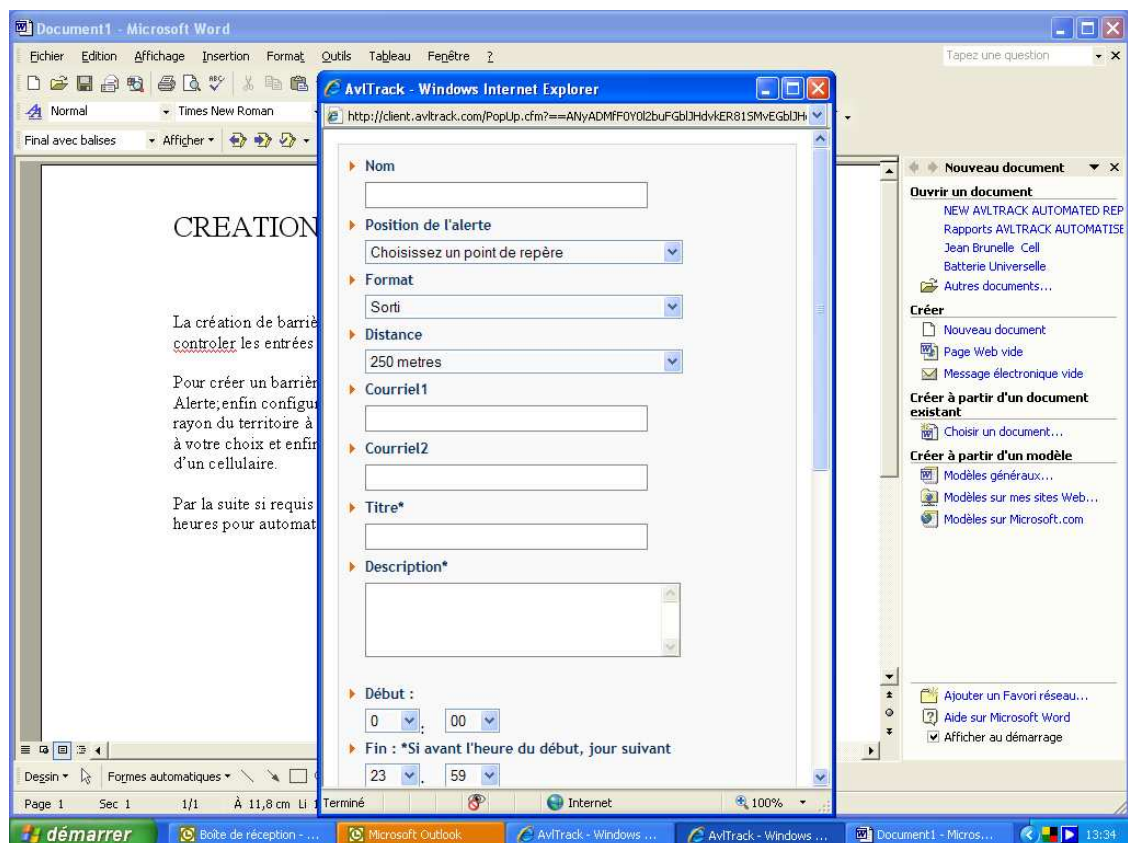 Document1 - Microsoft Word
Fichier Edition Affichage Insertion Format Outils Tableau Fenêtre ?
Tapez une question
Normal
Times New Roman
Final avec balises
Afficher
AvlTrack - Windows Internet Explorer
Nom
Position de l'alerte
Choisissez un point de repère
Format
Sorti
Distance
250 metres
Courriel1
Courriel2
Titre*
Description*
Début :
0 : 00
Fin : *Si avant l'heure du début, jour suivant
23 : 59
Terminé
Internet
100%
CREATION
La création de barriè
controler les entrées
Pour créer un barrièr
Alerte;enfin configu
rayon du territoire à
à votre choix et enfin
d'un cellulaire.
Par la suite si requis
heures pour automat
Nouveau document
Ouvrir un document
NEW AVLTRACK AUTOMATED REP
Rapports AVLTRACK AUTOMATISE
Jean Brunelle Cell
Batterie Universelle
Autres documents...
Créer
Nouveau document
Page Web vide
Message électronique vide
Créer à partir d'un document
existant
Choisir un document...
Créer à partir d'un modèle
Modèles généraux...
Modèles sur mes sites Web...
Modèles sur Microsoft.com
Ajouter un Favori réseau...
Aide sur Microsoft Word
Afficher au démarrage
Dessin
Formes automatiques
Page 1 Sec 1 1/1 À 11,8 cm Li
démarrer
Boîte de réception - ...
Microsoft Outlook
AvlTrack - Windows ...
AvlTrack - Windows ...
Document1 - Micros...
13:34